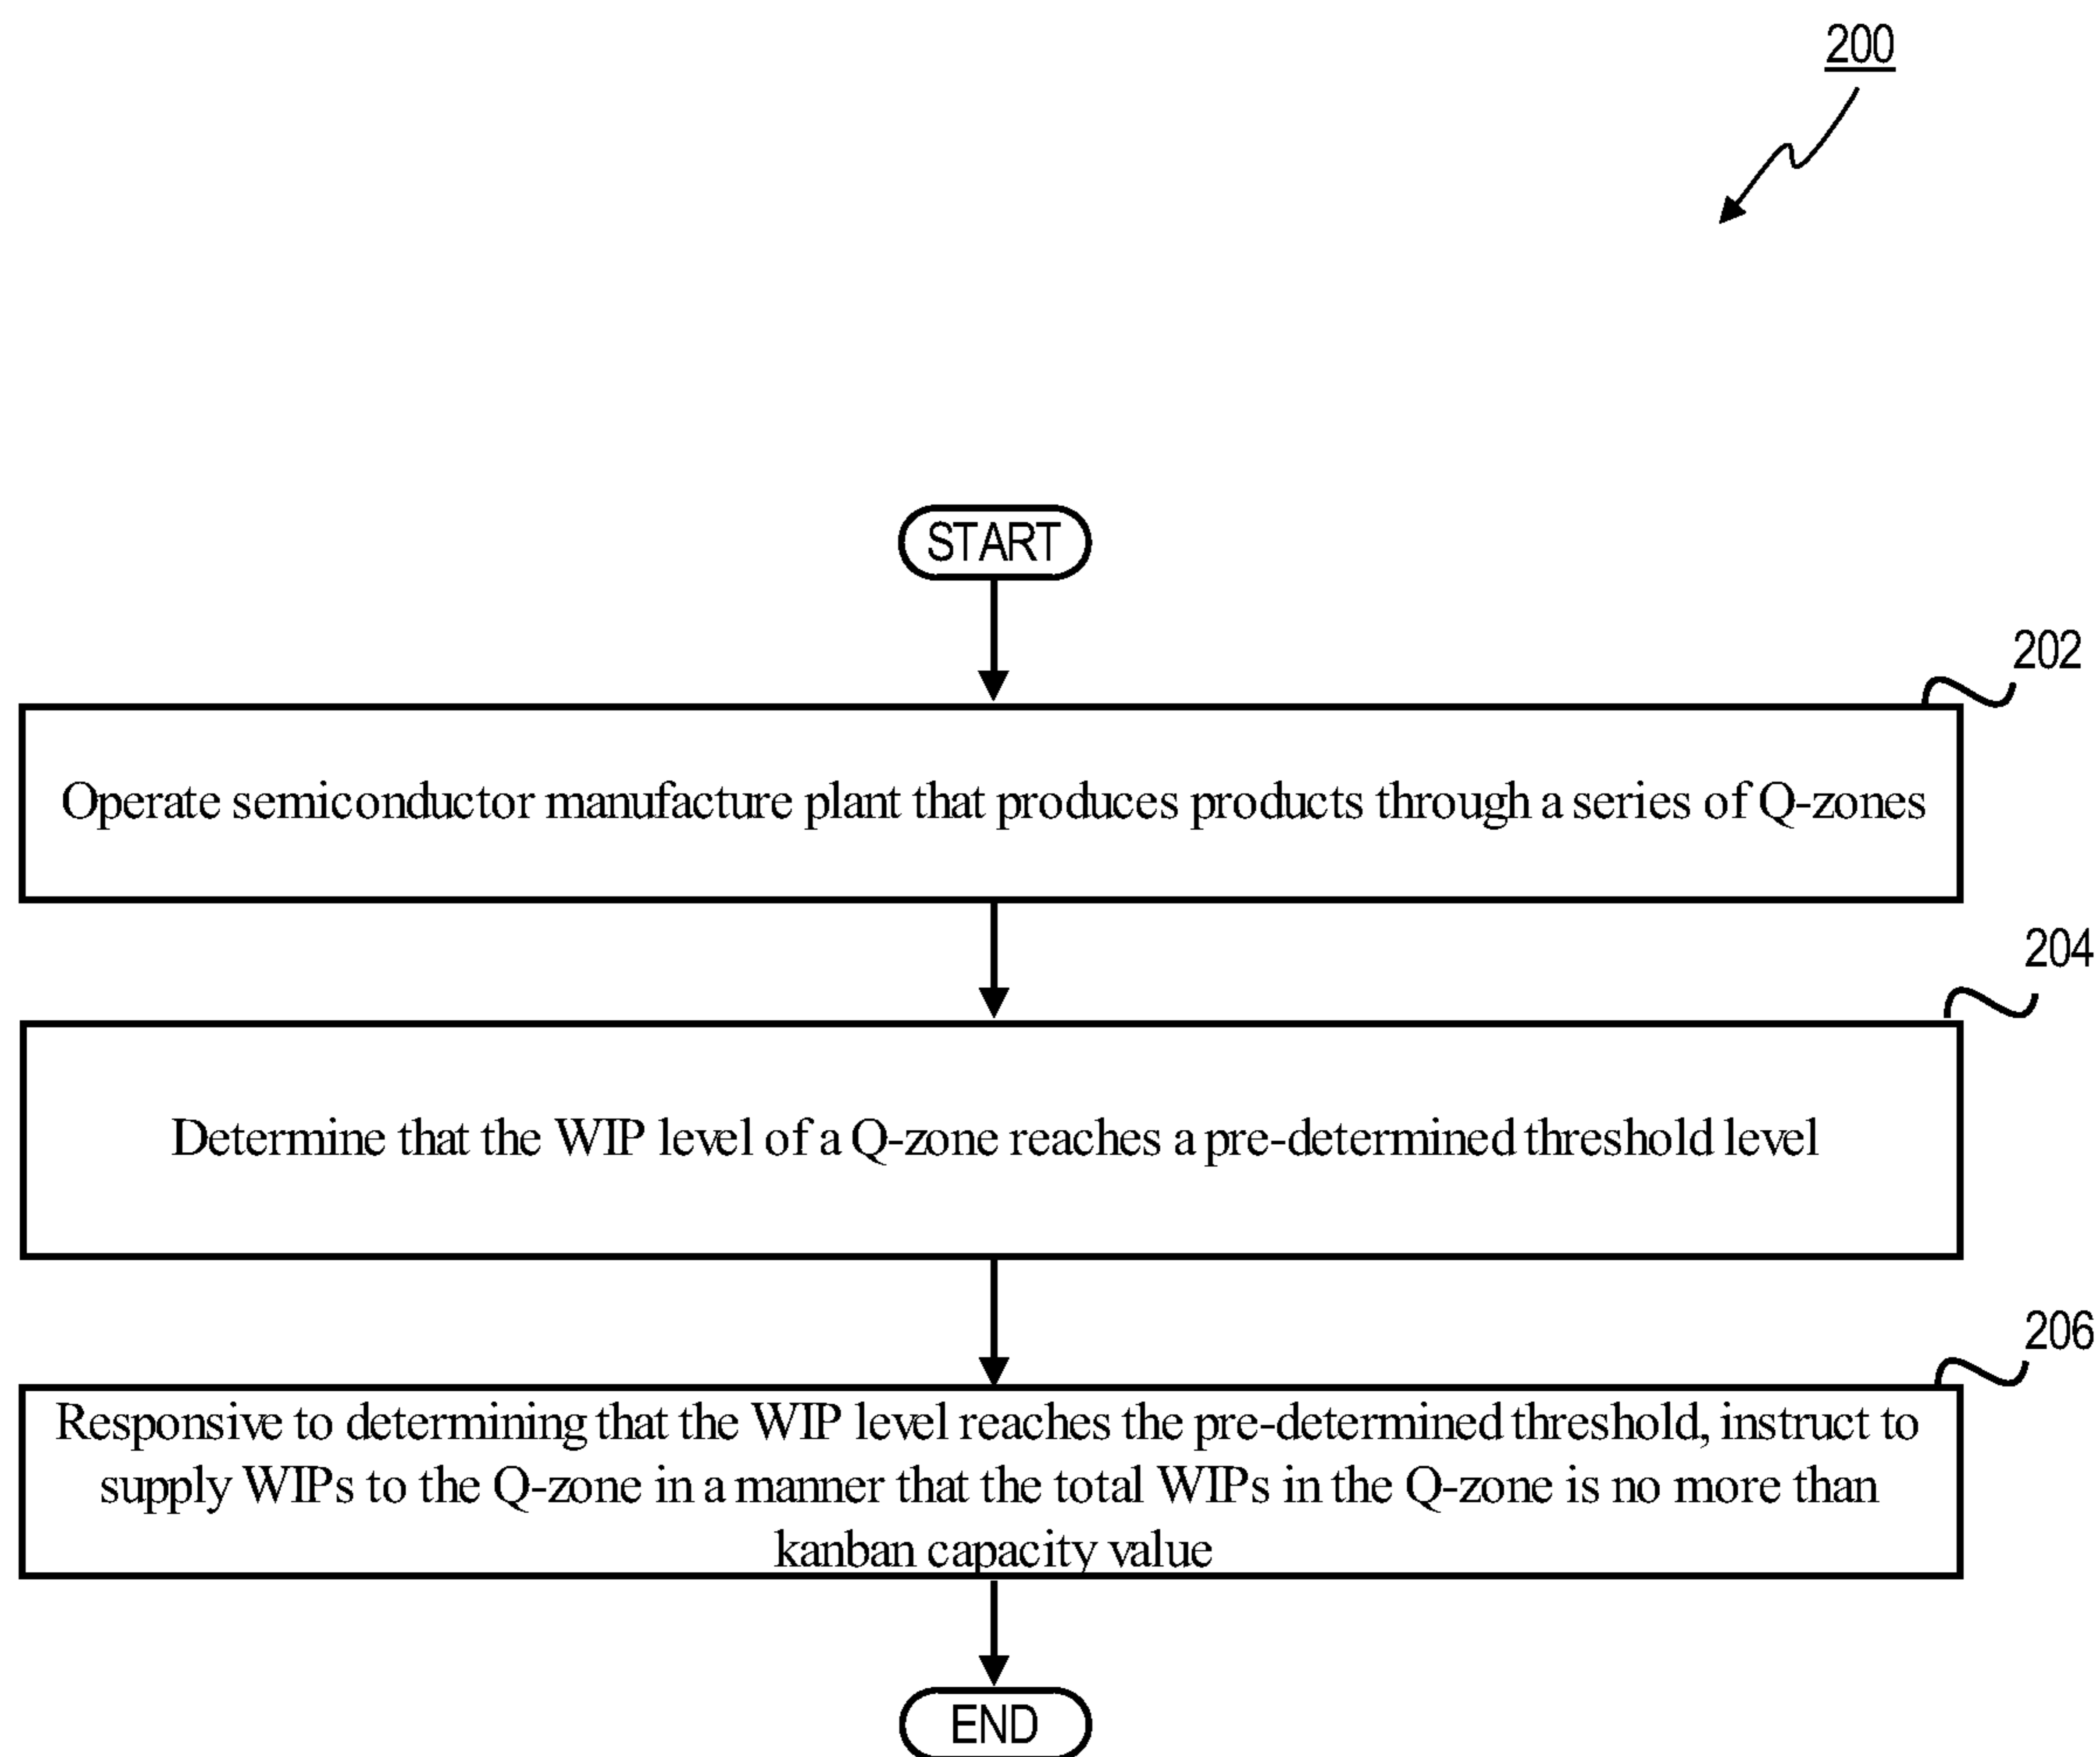 200
START
202
Operate semiconductor manufacture plant that produces products through a series of Q-zones
204
Determine that the WIP level of a Q-zone reaches a pre-determined threshold level
206
Responsive to determining that the WIP level reaches the pre-determined threshold, instruct to
supply WIPs to the Q-zone in a manner that the total WIPs in the Q-zone is no more than
kanban capacity value
END